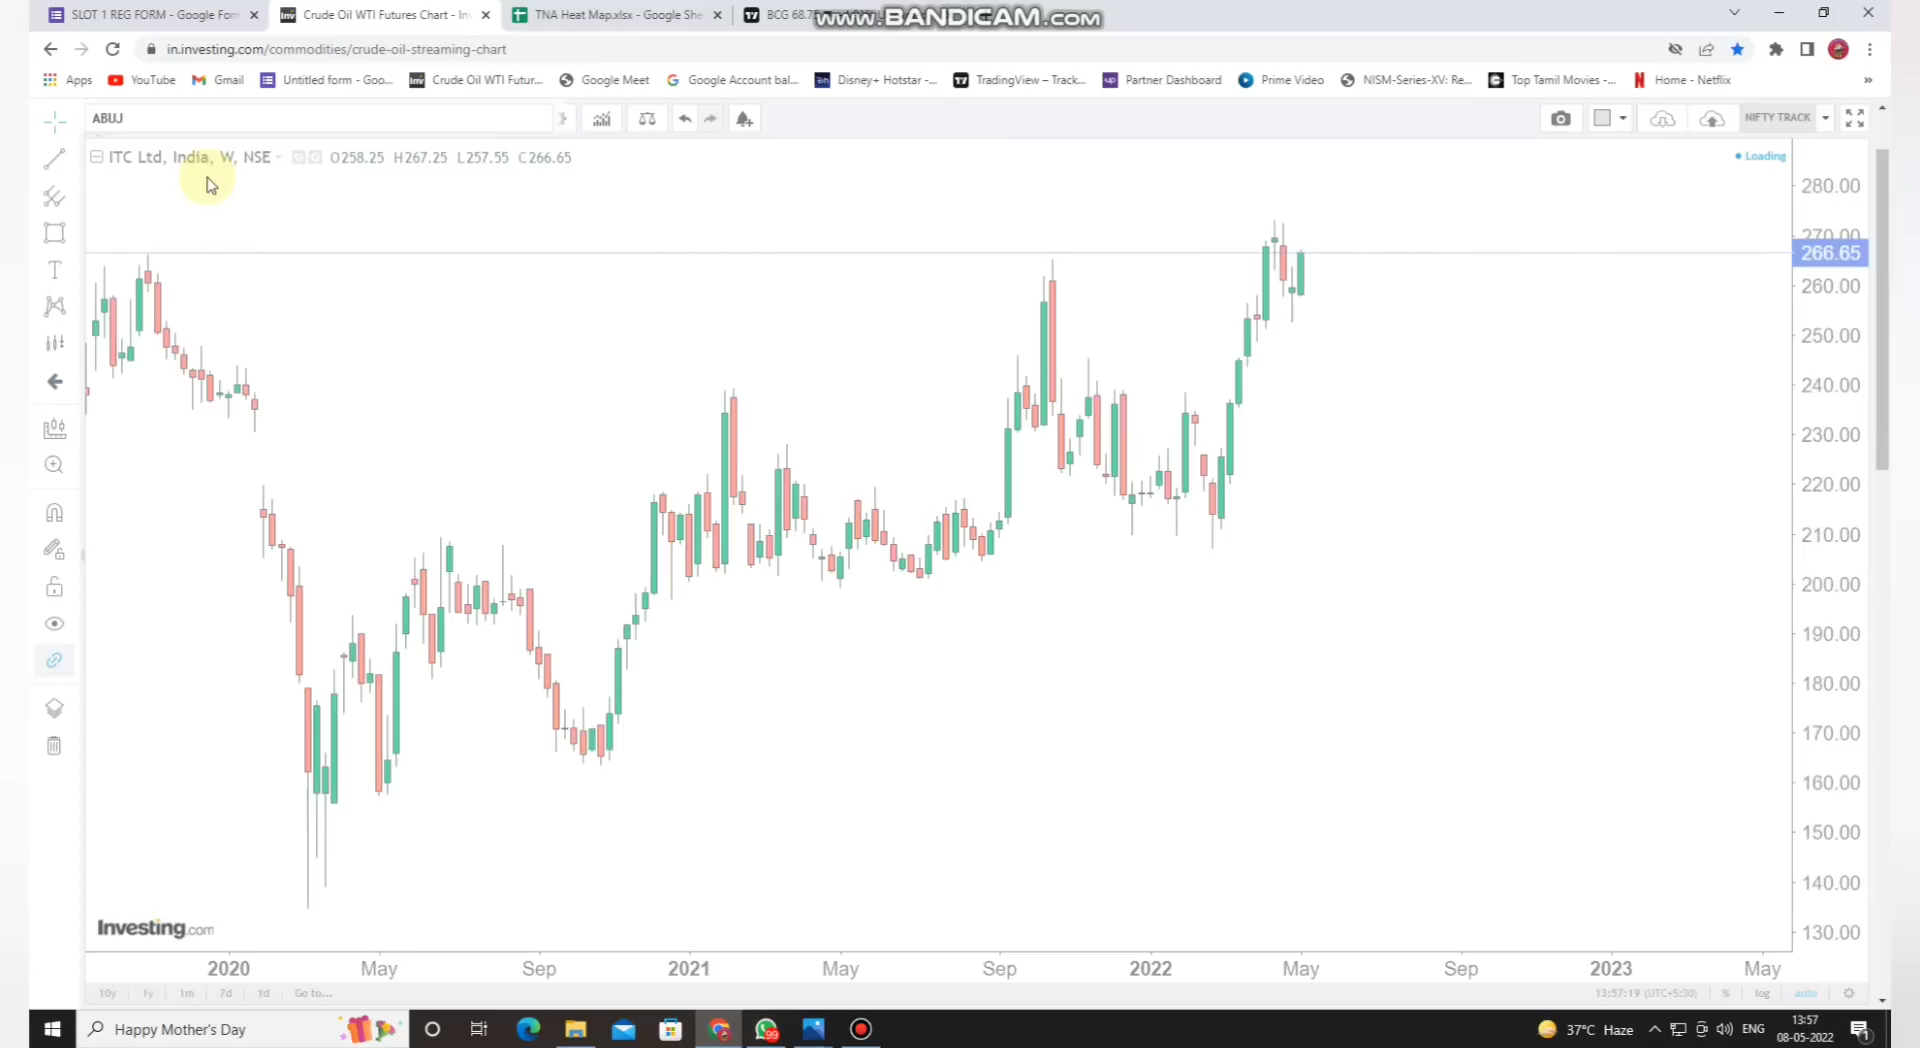 SLOT 1 REG FORM - Google Forn
Crude Oil WTI Futures Chart - In
TNA Heat Map.xlsx - Google She
BCG 68.7
www.BANDICAM.com
in.investing.com/commodities/crude-oil-streaming-chart
Apps
YouTube
Gmail
Untitled form - Goo...
Crude Oil WTI Futur...
Google Meet
Google Account bal...
Disney+ Hotstar -...
TradingView – Track...
Partner Dashboard
Prime Video
NISM-Series-XV: Re...
Top Tamil Movies -...
Home - Netflix
ABUJ
NIFTY TRACK
ITC Ltd, India, W, NSE O258.25 H267.25 L257.55 C266.65
Loading
280.00
270.00
266.65
260.00
250.00
240.00
230.00
220.00
210.00
200.00
190.00
180.00
170.00
160.00
150.00
140.00
130.00
Investing.com
2020 May Sep 2021 May Sep 2022 May Sep 2023 May
10y 1y 1m 7d 1d Go to...
13:57:19 (UTC+5:30) % log auto
Happy Mother's Day
99
37°C Haze
ENG
13:57
08-05-2022
1